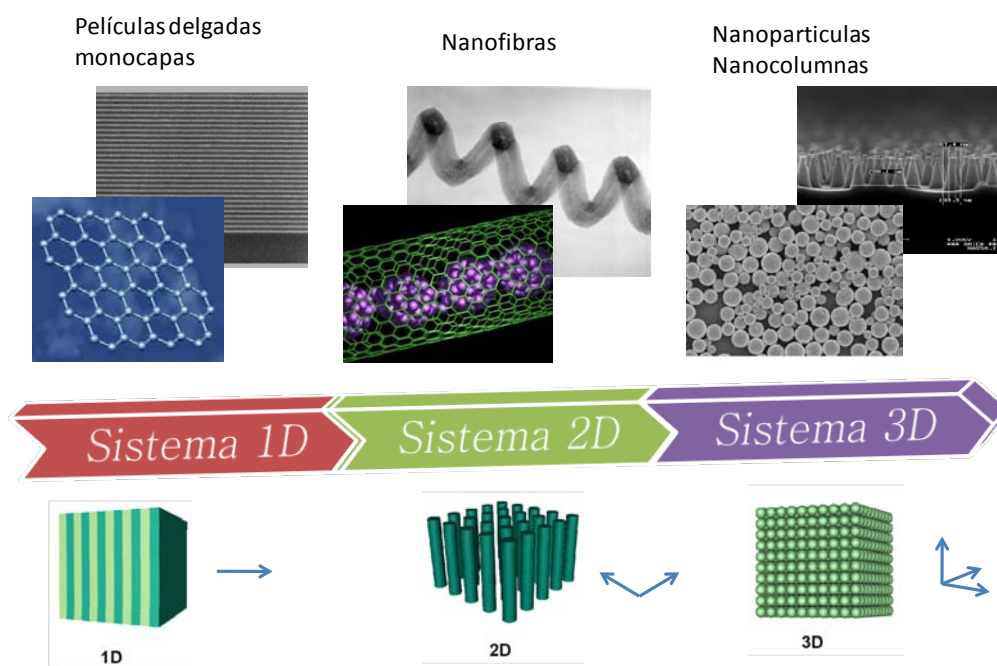 Películas delgadas
monocapas
Nanofibras
Nanoparticulas
Nanocolumnas
Sistema 1D
Sistema 2D
Sistema 3D
1D
2D
3D